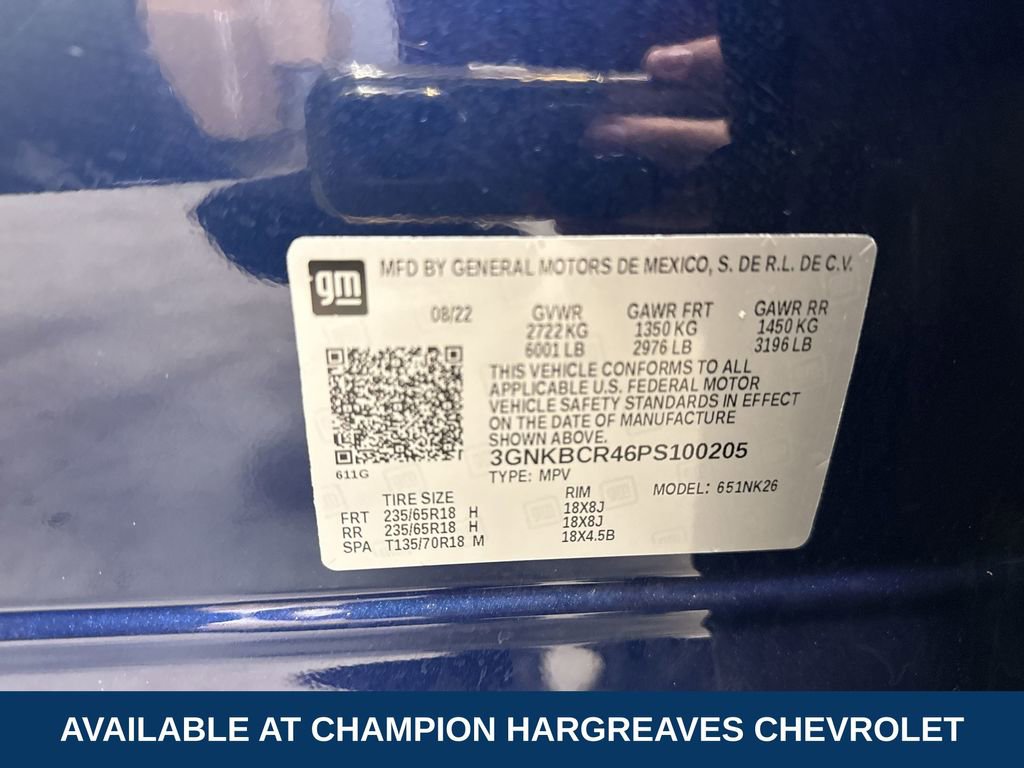 gm
MFD BY GENERAL MOTORS DE MEXICO, S. DE R.L. DE C.V.
08/22 GVWR GAWR FRT GAWR RR
2722 KG 1350 KG 1450 KG
6001 LB 2976 LB 3196 LB
THIS VEHICLE CONFORMS TO ALL
APPLICABLE U.S. FEDERAL MOTOR
VEHICLE SAFETY STANDARDS IN EFFECT
ON THE DATE OF MANUFACTURE
SHOWN ABOVE.
3GNKBCR46PS100205
611G
TYPE: MPV
MODEL: 651NK26
TIRE SIZE RIM
FRT 235/65R18 H 18X8J
RR 235/65R18 H 18X8J
SPA T135/70R18 M 18X4.5B
AVAILABLE AT CHAMPION HARGREAVES CHEVROLET